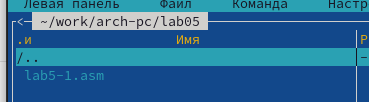 Левая панель Файл Команда Настр
<─ ~/work/arch-pc/lab05
.и Имя Р
/.. -
lab5-1.asm